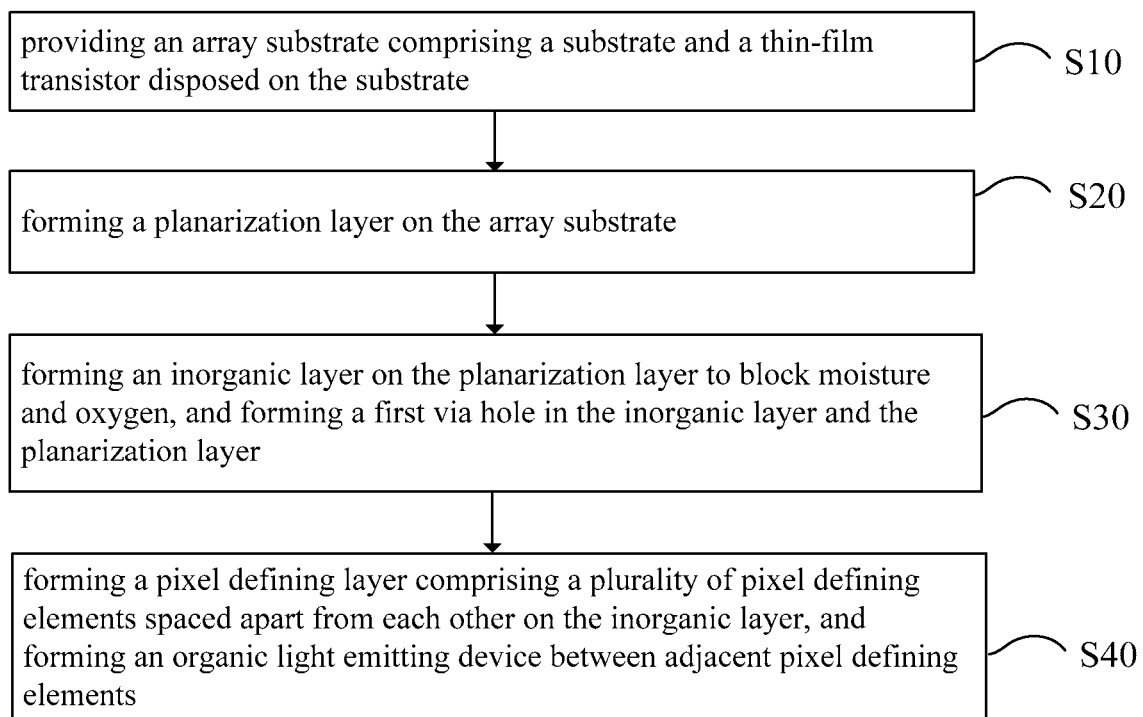 providing an array substrate comprising a substrate and a thin-film
transistor disposed on the substrate
S10
forming a planarization layer on the array substrate
S20
forming an inorganic layer on the planarization layer to block moisture
and oxygen, and forming a first via hole in the inorganic layer and the
planarization layer
S30
forming a pixel defining layer comprising a plurality of pixel defining
elements spaced apart from each other on the inorganic layer, and
forming an organic light emitting device between adjacent pixel defining
elements
S40